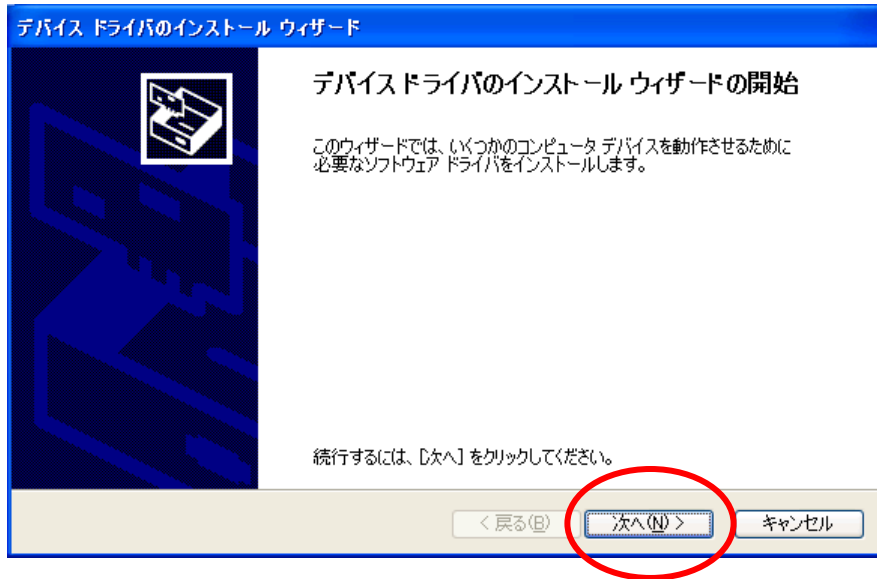 デバイス ドライバのインストール ウィザード
デバイス ドライバのインストール ウィザードの開始
このウィザードでは、いくつかのコンピュータ デバイスを動作させるために
必要なソフトウェア ドライバをインストールします。
続行するには、[次へ] をクリックしてください。
< 戻る(B) 次へ(N) > キャンセル